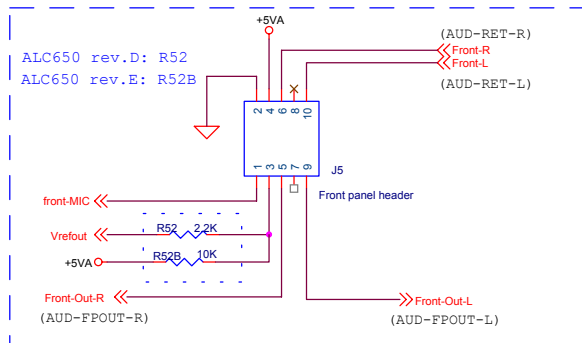 +5VA
(AUD-RET-R)
ALC650 rev.D: R52
Front-R
ALC650 rev.E: R52B
Front-L
(AUD-RET-L)
2 4 6 8 10
1 3 5 7 9
J5
Front panel header
front-MIC
R52 2.2K
Vrefout
R52B 10K
+5VA
Front-Out-R
Front-Out-L
(AUD-FPOUT-R)
(AUD-FPOUT-L)